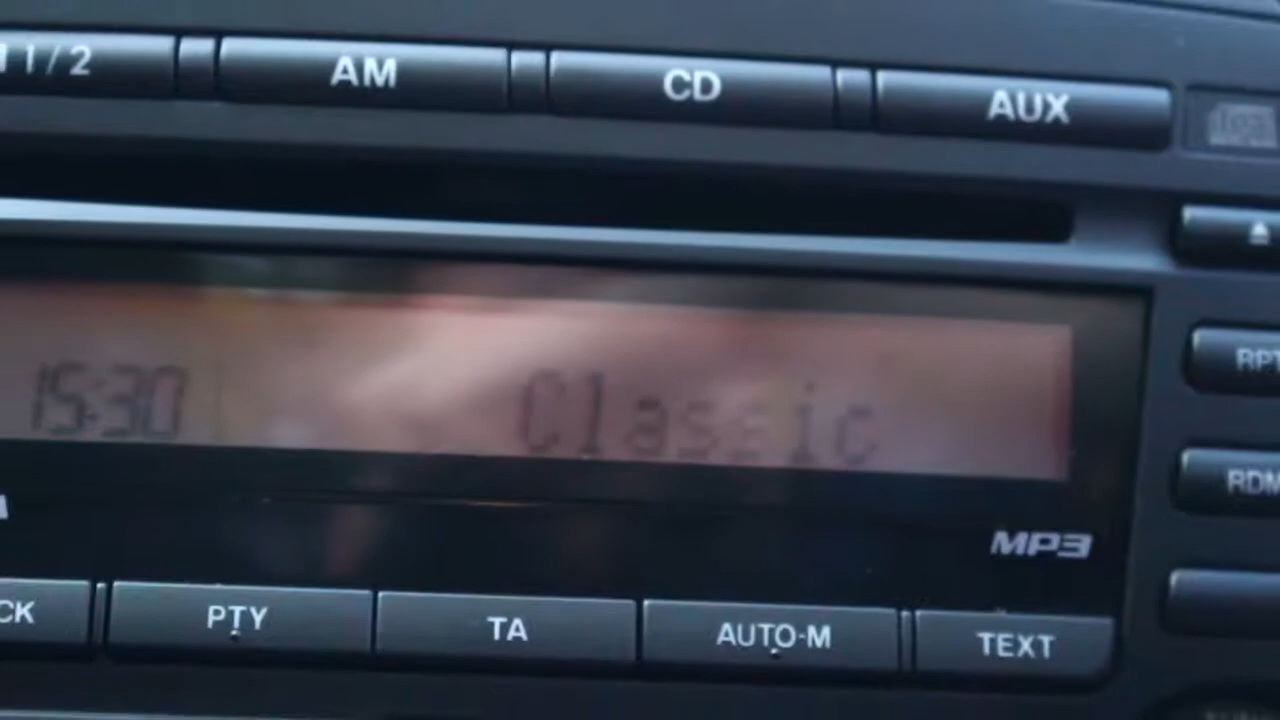 1/2 AM CD AUX
RPT
15:30 Classic
RDM
MP3
CK PTY TA AUTO-M TEXT